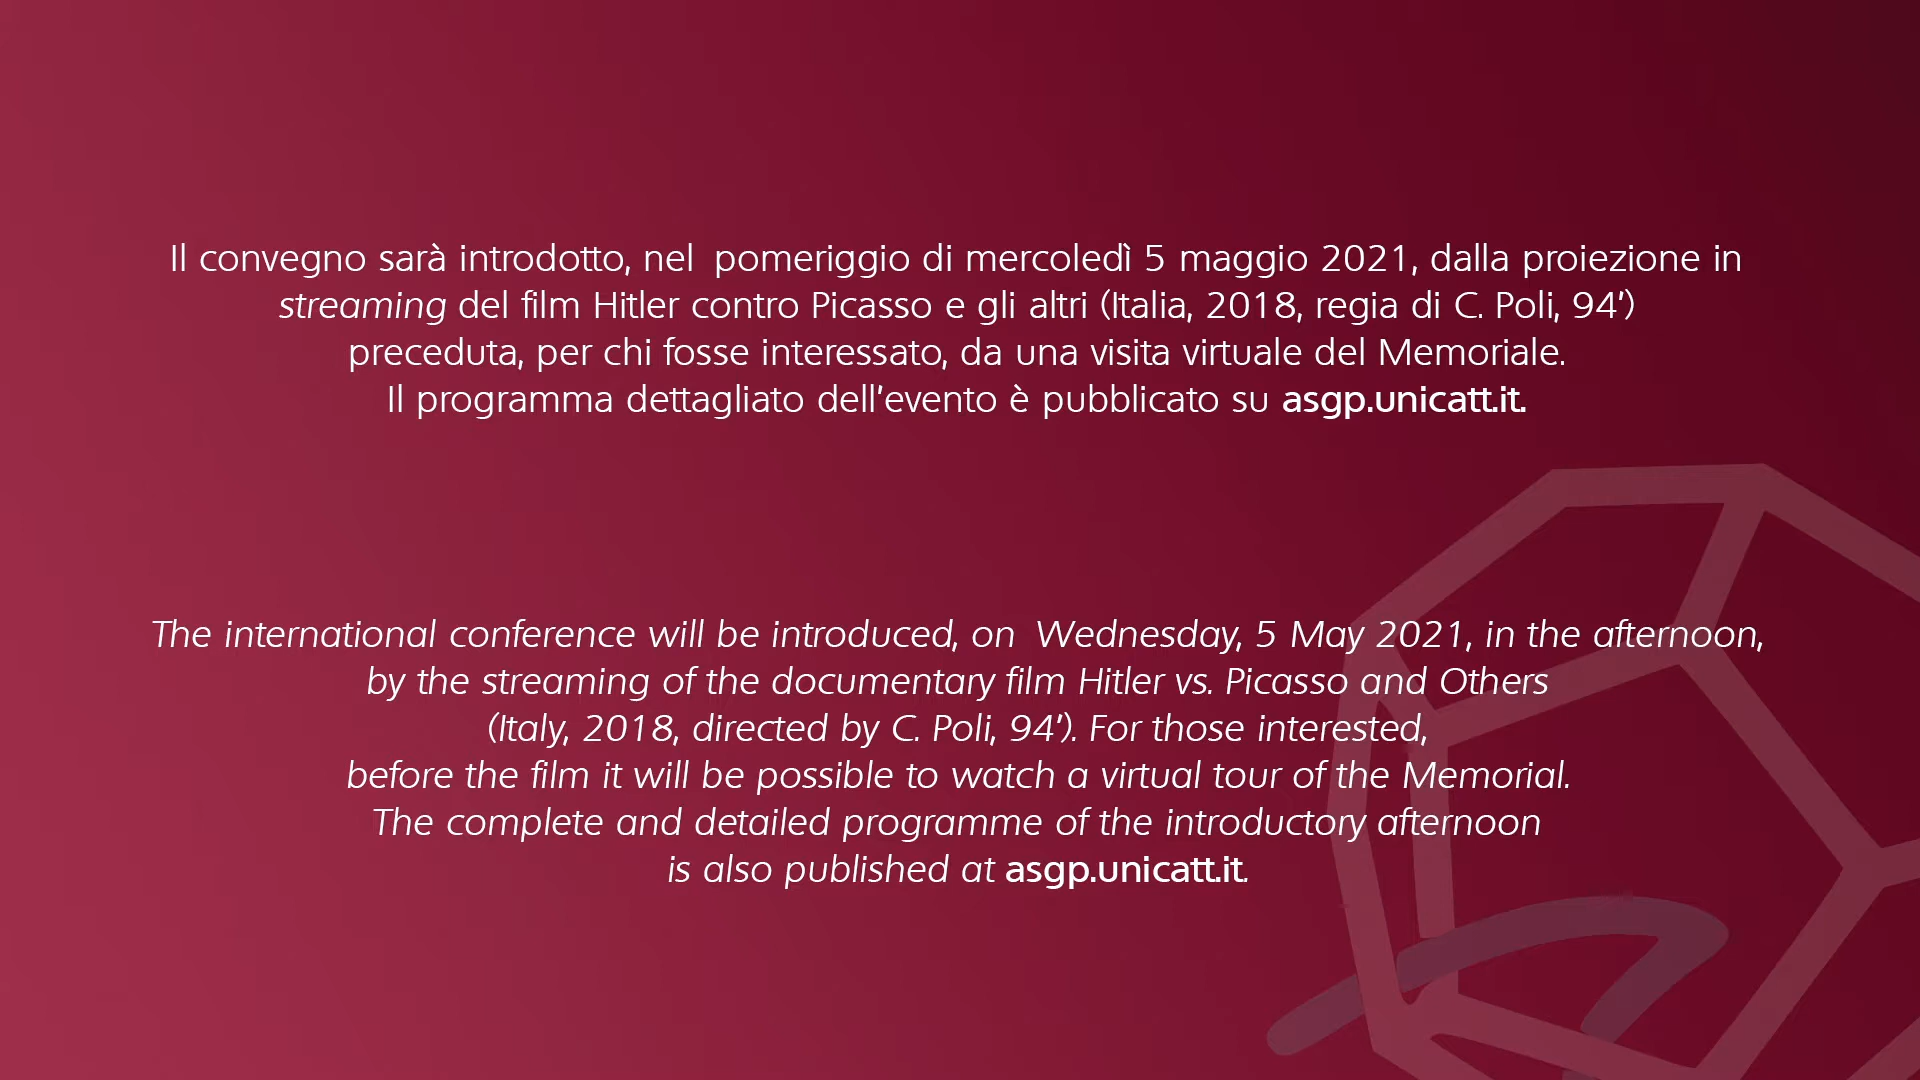 Il convegno sarà introdotto, nel pomeriggio di mercoledì 5 maggio 2021, dalla proiezione in
streaming del film Hitler contro Picasso e gli altri (Italia, 2018, regia di C. Poli, 94’)
preceduta, per chi fosse interessato, da una visita virtuale del Memoriale.
Il programma dettagliato dell’evento è pubblicato su asgp.unicatt.it.
The international conference will be introduced, on Wednesday, 5 May 2021, in the afternoon,
by the streaming of the documentary film Hitler vs. Picasso and Others
(Italy, 2018, directed by C. Poli, 94’). For those interested,
before the film it will be possible to watch a virtual tour of the Memorial.
The complete and detailed programme of the introductory afternoon
is also published at asgp.unicatt.it.